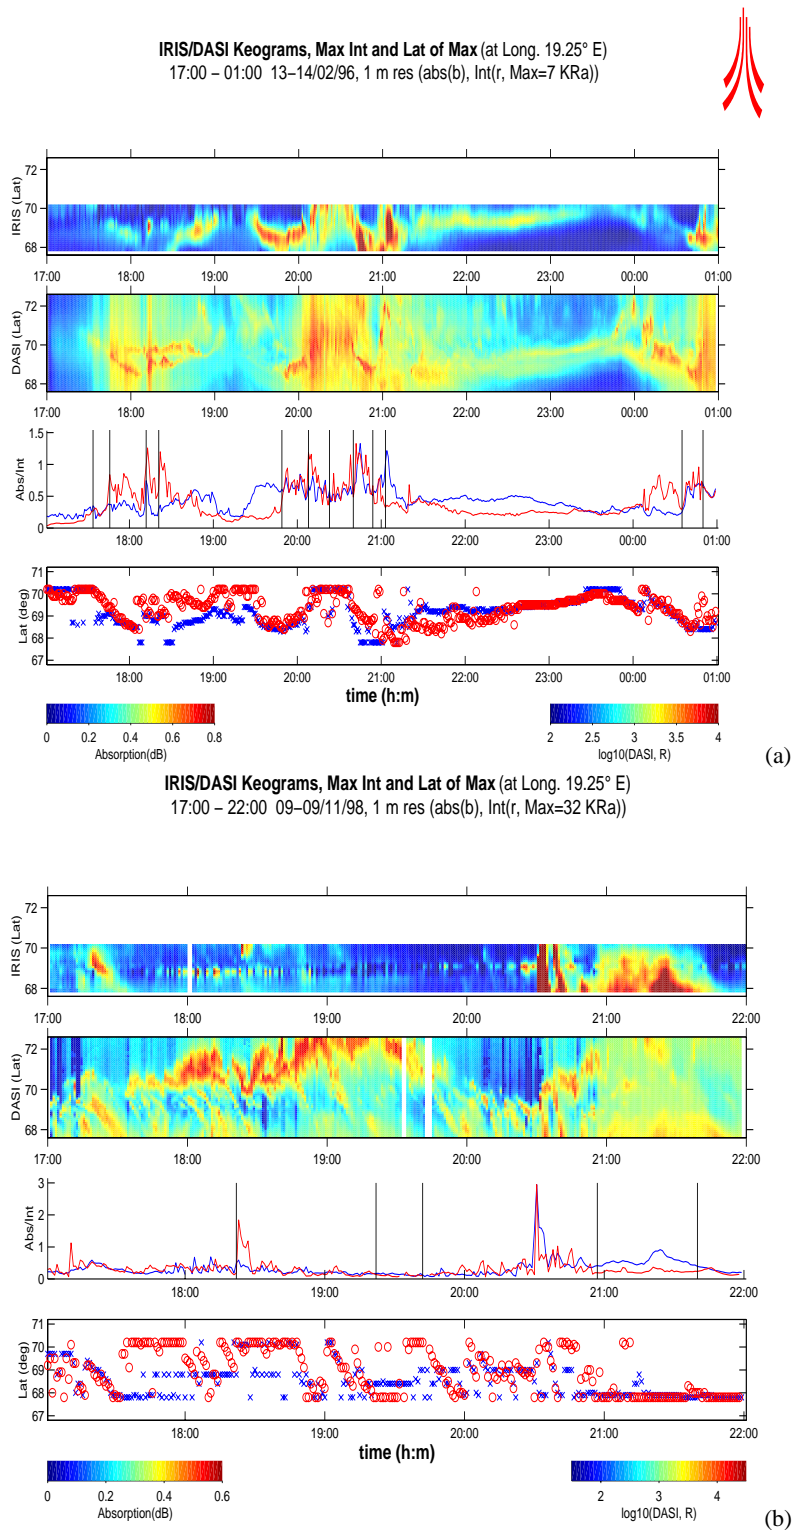 IRIS/DASI Keograms, Max Int and Lat of Max (at Long. 19.25° E)
17:00 – 01:00 13–14/02/96, 1 m res (abs(b), Int(r, Max=7 KRa))
IRIS (Lat)
72
70
68
17:00 18:00 19:00 20:00 21:00 22:00 23:00 00:00 01:00
DASI (Lat)
72
70
68
17:00 18:00 19:00 20:00 21:00 22:00 23:00 00:00 01:00
Abs/Int
1.5
1
0.5
0
18:00 19:00 20:00 21:00 22:00 23:00 00:00 01:00
Lat (deg)
71
70
69
68
67
18:00 19:00 20:00 21:00 22:00 23:00 00:00 01:00
time (h:m)
0 0.2 0.4 0.6 0.8
Absorption(dB)
2 2.5 3 3.5 4
log10(DASI, R)
(a)
IRIS/DASI Keograms, Max Int and Lat of Max (at Long. 19.25° E)
17:00 – 22:00 09–09/11/98, 1 m res (abs(b), Int(r, Max=32 KRa))
IRIS (Lat)
72
70
68
17:00 18:00 19:00 20:00 21:00 22:00
DASI (Lat)
72
70
68
17:00 18:00 19:00 20:00 21:00 22:00
Abs/Int
3
2
1
0
18:00 19:00 20:00 21:00 22:00
Lat (deg)
71
70
69
68
67
18:00 19:00 20:00 21:00 22:00
time (h:m)
0 0.2 0.4 0.6
Absorption(dB)
2 3 4
log10(DASI, R)
(b)